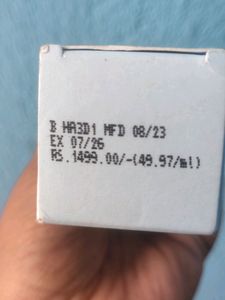 B HA3D1 MFD 08/23
EX 07/26
RS.1499.00/-(49.97/ml)